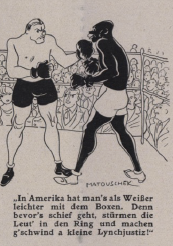 MATOUSCHEK
„In Amerika hat man's als Weißer
leichter mit dem Boxen. Denn
bevor's schief geht, stürmen die
Leut' in den Ring und machen
g'schwind a kleine Lynchjustiz!"